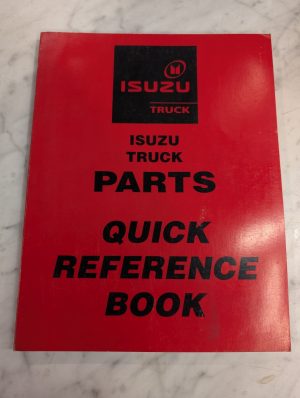 ISUZU
TRUCK
ISUZU
TRUCK
PARTS
QUICK
REFERENCE
BOOK